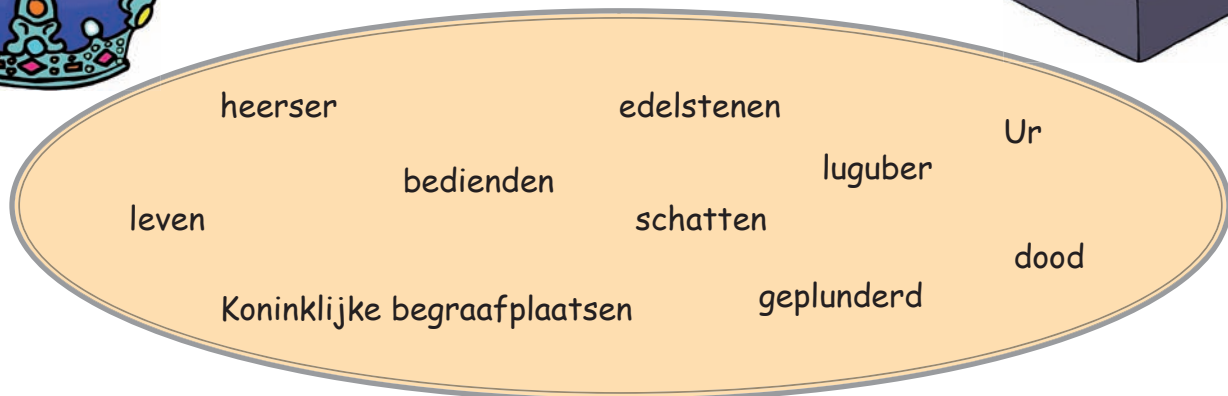 heerser
edelstenen
Ur
luguber
bedienden
leven
schatten
dood
Koninklijke begraafplaatsen
geplunderd